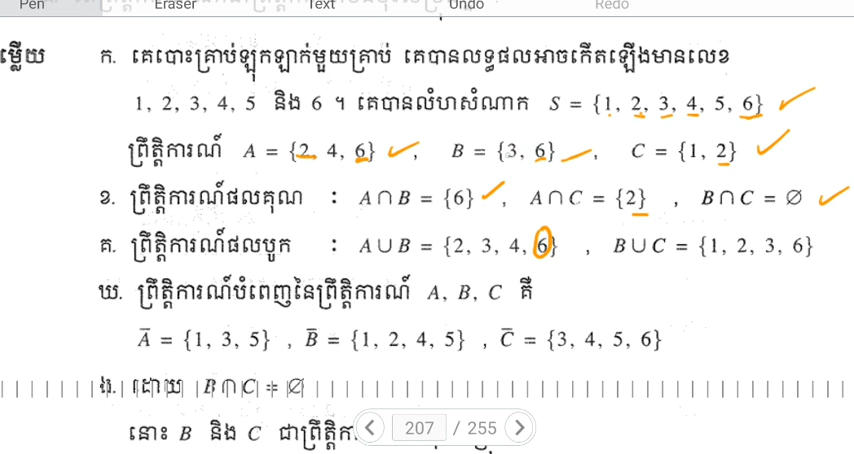 Pen Eraser Text Undo Redo
ម្លើយ ក. គេបោះគ្រាប់ឡុកឡាក់មួយគ្រាប់ គេបានលទ្ធផលអាចកើតឡើងមានលេខ
1, 2, 3, 4, 5 និង 6 ។ គេបានលំហសំណាក S = {1, 2, 3, 4, 5, 6}
ព្រឹត្តិការណ៍ A = {2, 4, 6} , B = {3, 6} , C = {1, 2}
ខ. ព្រឹត្តិការណ៍ផលគុណ : A ∩ B = {6} , A ∩ C = {2} , B ∩ C = ∅
គ. ព្រឹត្តិការណ៍ផលបូក : A ∪ B = {2, 3, 4, 6} , B ∪ C = {1, 2, 3, 6}
ឃ. ព្រឹត្តិការណ៍បំពេញនៃព្រឹត្តិការណ៍ A, B, C គឺ
A̅ = {1, 3, 5} , B̅ = {1, 2, 4, 5} , C̅ = {3, 4, 5, 6}
ង. ដោយ B ∩ C = ∅
នោះ B និង C 207 / 255